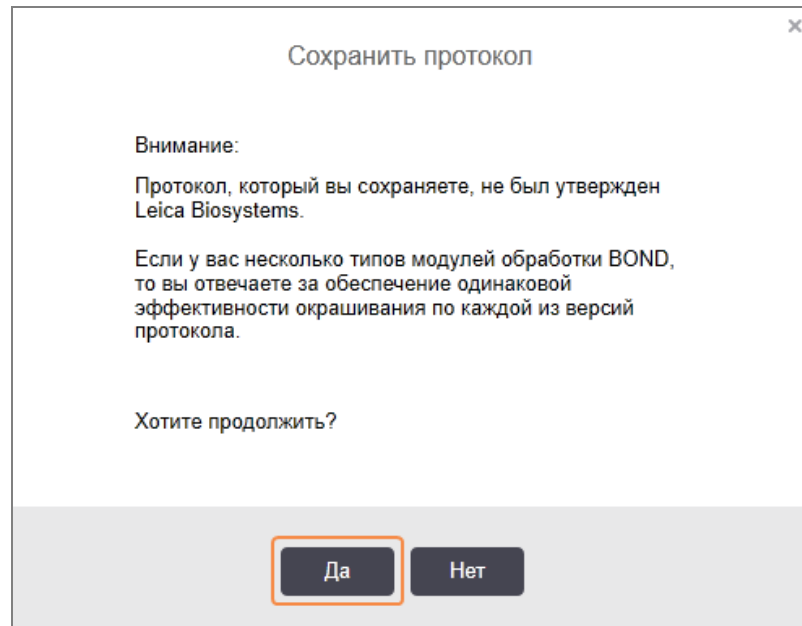 Сохранить протокол
Внимание:
Протокол, который вы сохраняете, не был утвержден
Leica Biosystems.
Если у вас несколько типов модулей обработки BOND,
то вы отвечаете за обеспечение одинаковой
эффективности окрашивания по каждой из версий
протокола.
Хотите продолжить?
Да
Нет